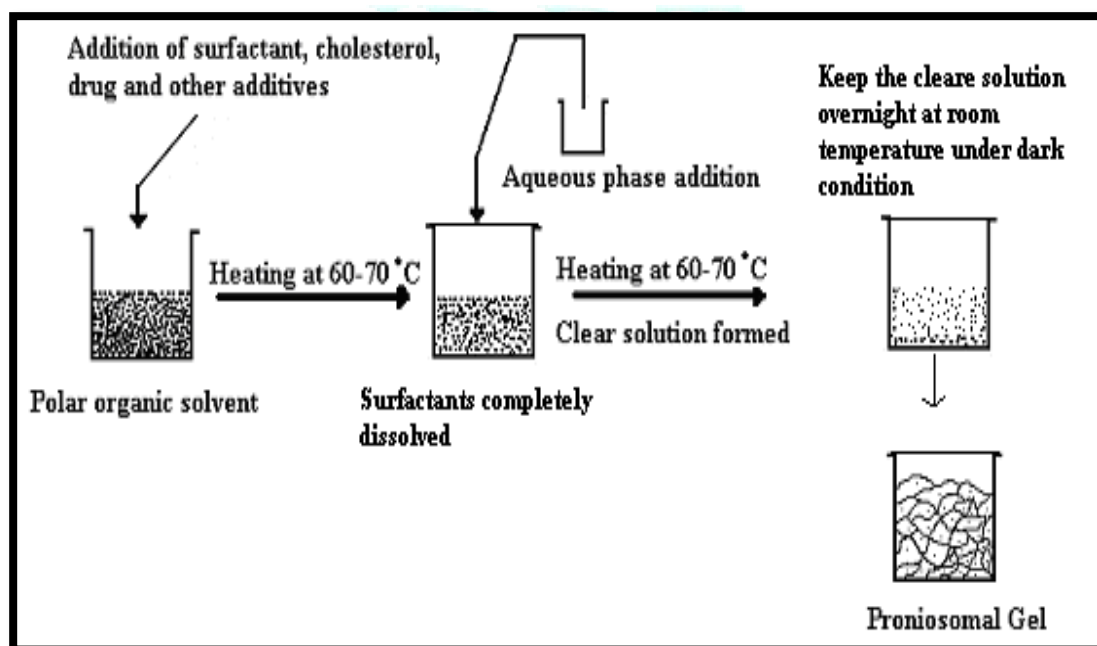 Addition of surfactant, cholesterol,
drug and other additives
Polar organic solvent
Heating at 60-70 °C
Aqueous phase addition
Surfactants completely
dissolved
Heating at 60-70 °C
Clear solution formed
Keep the cleare solution
overnight at room
temperature under dark
condition
Proniosomal Gel